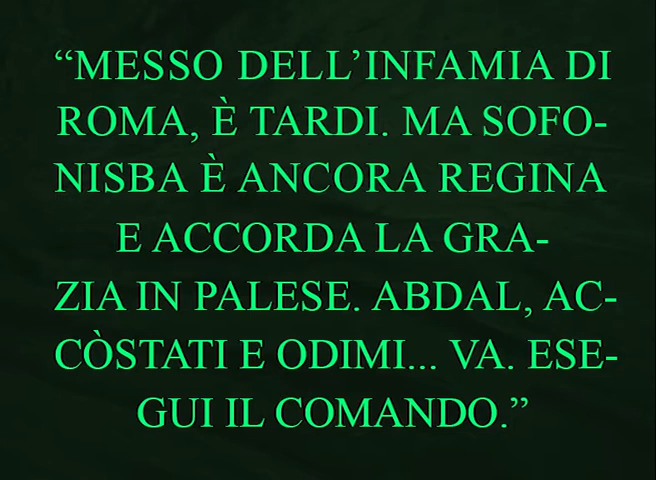 “MESSO DELL’INFAMIA DI
ROMA, È TARDI. MA SOFO-
NISBA È ANCORA REGINA
E ACCORDA LA GRA-
ZIA IN PALESE. ABDAL, AC-
CÒSTATI E ODIMI... VA. ESE-
GUI IL COMANDO.”